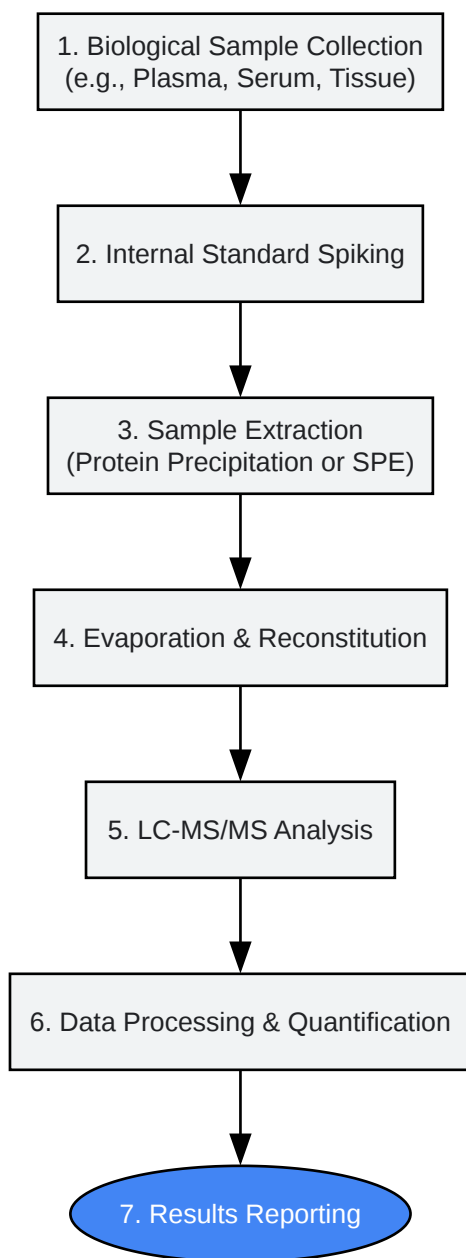 1. Biological Sample Collection
(e.g., Plasma, Serum, Tissue)
2. Internal Standard Spiking
3. Sample Extraction
(Protein Precipitation or SPE)
4. Evaporation & Reconstitution
5. LC-MS/MS Analysis
6. Data Processing & Quantification
7. Results Reporting